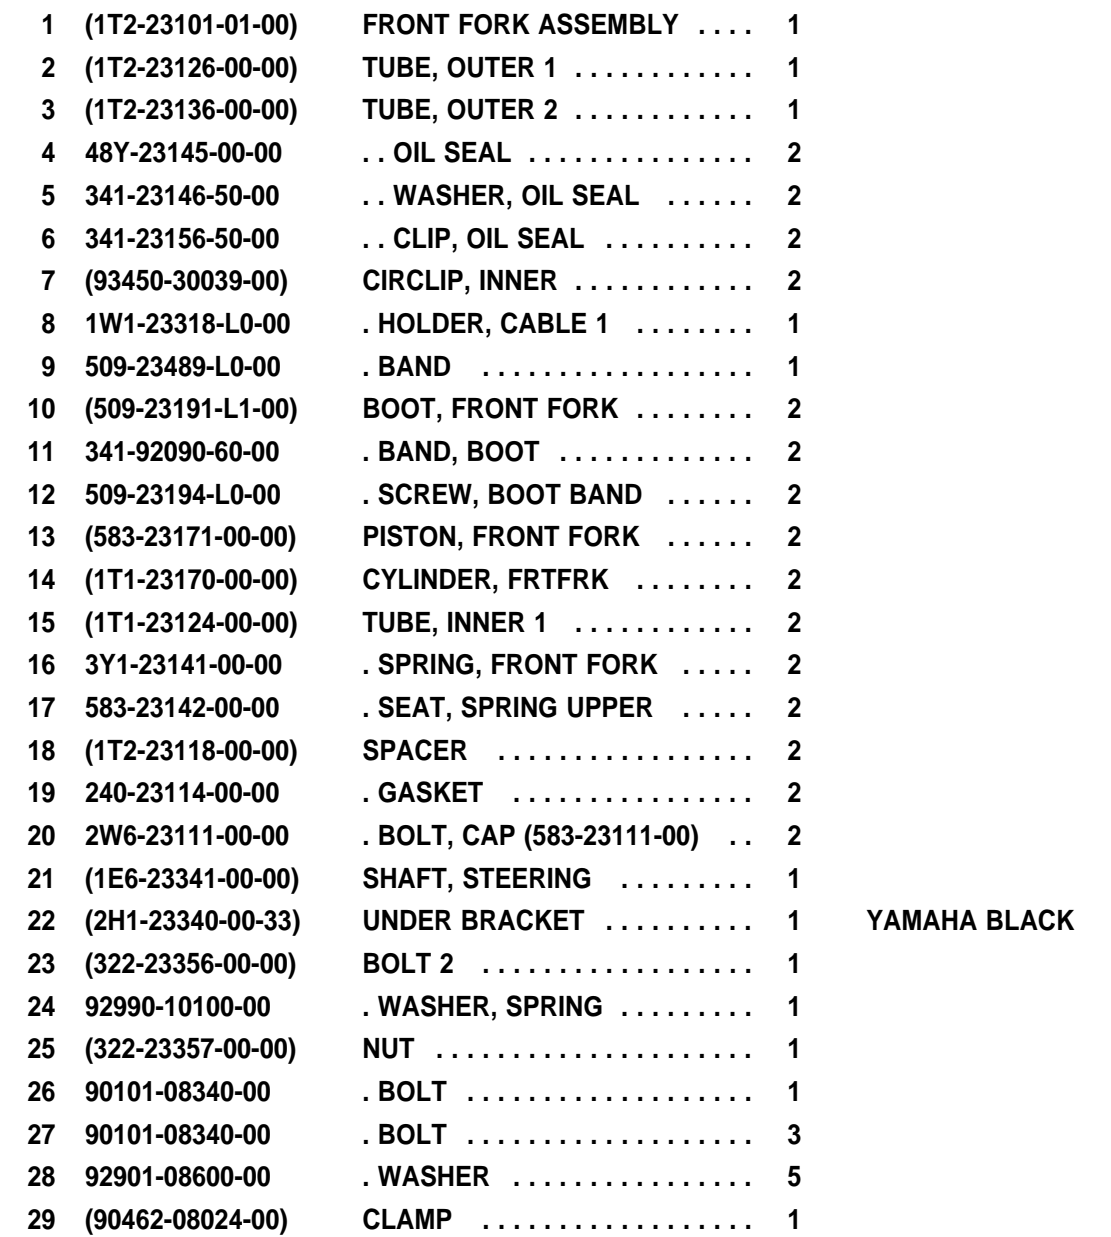 1 (1T2-23101-01-00) FRONT FORK ASSEMBLY . . . . 1
2 (1T2-23126-00-00) TUBE, OUTER 1 . . . . . . . . . . . . 1
3 (1T2-23136-00-00) TUBE, OUTER 2 . . . . . . . . . . . . 1
4 48Y-23145-00-00 . . OIL SEAL . . . . . . . . . . . . . . . 2
5 341-23146-50-00 . . WASHER, OIL SEAL . . . . . . 2
6 341-23156-50-00 . . CLIP, OIL SEAL . . . . . . . . . . 2
7 (93450-30039-00) CIRCLIP, INNER . . . . . . . . . . . . 2
8 1W1-23318-L0-00 . HOLDER, CABLE 1 . . . . . . . . 1
9 509-23489-L0-00 . BAND . . . . . . . . . . . . . . . . . . 1
10 (509-23191-L1-00) BOOT, FRONT FORK . . . . . . . . 2
11 341-92090-60-00 . BAND, BOOT . . . . . . . . . . . . . 2
12 509-23194-L0-00 . SCREW, BOOT BAND . . . . . . 2
13 (583-23171-00-00) PISTON, FRONT FORK . . . . . . 2
14 (1T1-23170-00-00) CYLINDER, FRTFRK . . . . . . . . 2
15 (1T1-23124-00-00) TUBE, INNER 1 . . . . . . . . . . . . 2
16 3Y1-23141-00-00 . SPRING, FRONT FORK . . . . . 2
17 583-23142-00-00 . SEAT, SPRING UPPER . . . . . 2
18 (1T2-23118-00-00) SPACER . . . . . . . . . . . . . . . . . 2
19 240-23114-00-00 . GASKET . . . . . . . . . . . . . . . . 2
20 2W6-23111-00-00 . BOLT, CAP (583-23111-00) . . 2
21 (1E6-23341-00-00) SHAFT, STEERING . . . . . . . . . 1
22 (2H1-23340-00-33) UNDER BRACKET . . . . . . . . . . 1 YAMAHA BLACK
23 (322-23356-00-00) BOLT 2 . . . . . . . . . . . . . . . . . . 1
24 92990-10100-00 . WASHER, SPRING . . . . . . . . . 1
25 (322-23357-00-00) NUT . . . . . . . . . . . . . . . . . . . . . 1
26 90101-08340-00 . BOLT . . . . . . . . . . . . . . . . . . . 1
27 90101-08340-00 . BOLT . . . . . . . . . . . . . . . . . . . 3
28 92901-08600-00 . WASHER . . . . . . . . . . . . . . . . 5
29 (90462-08024-00) CLAMP . . . . . . . . . . . . . . . . . . 1